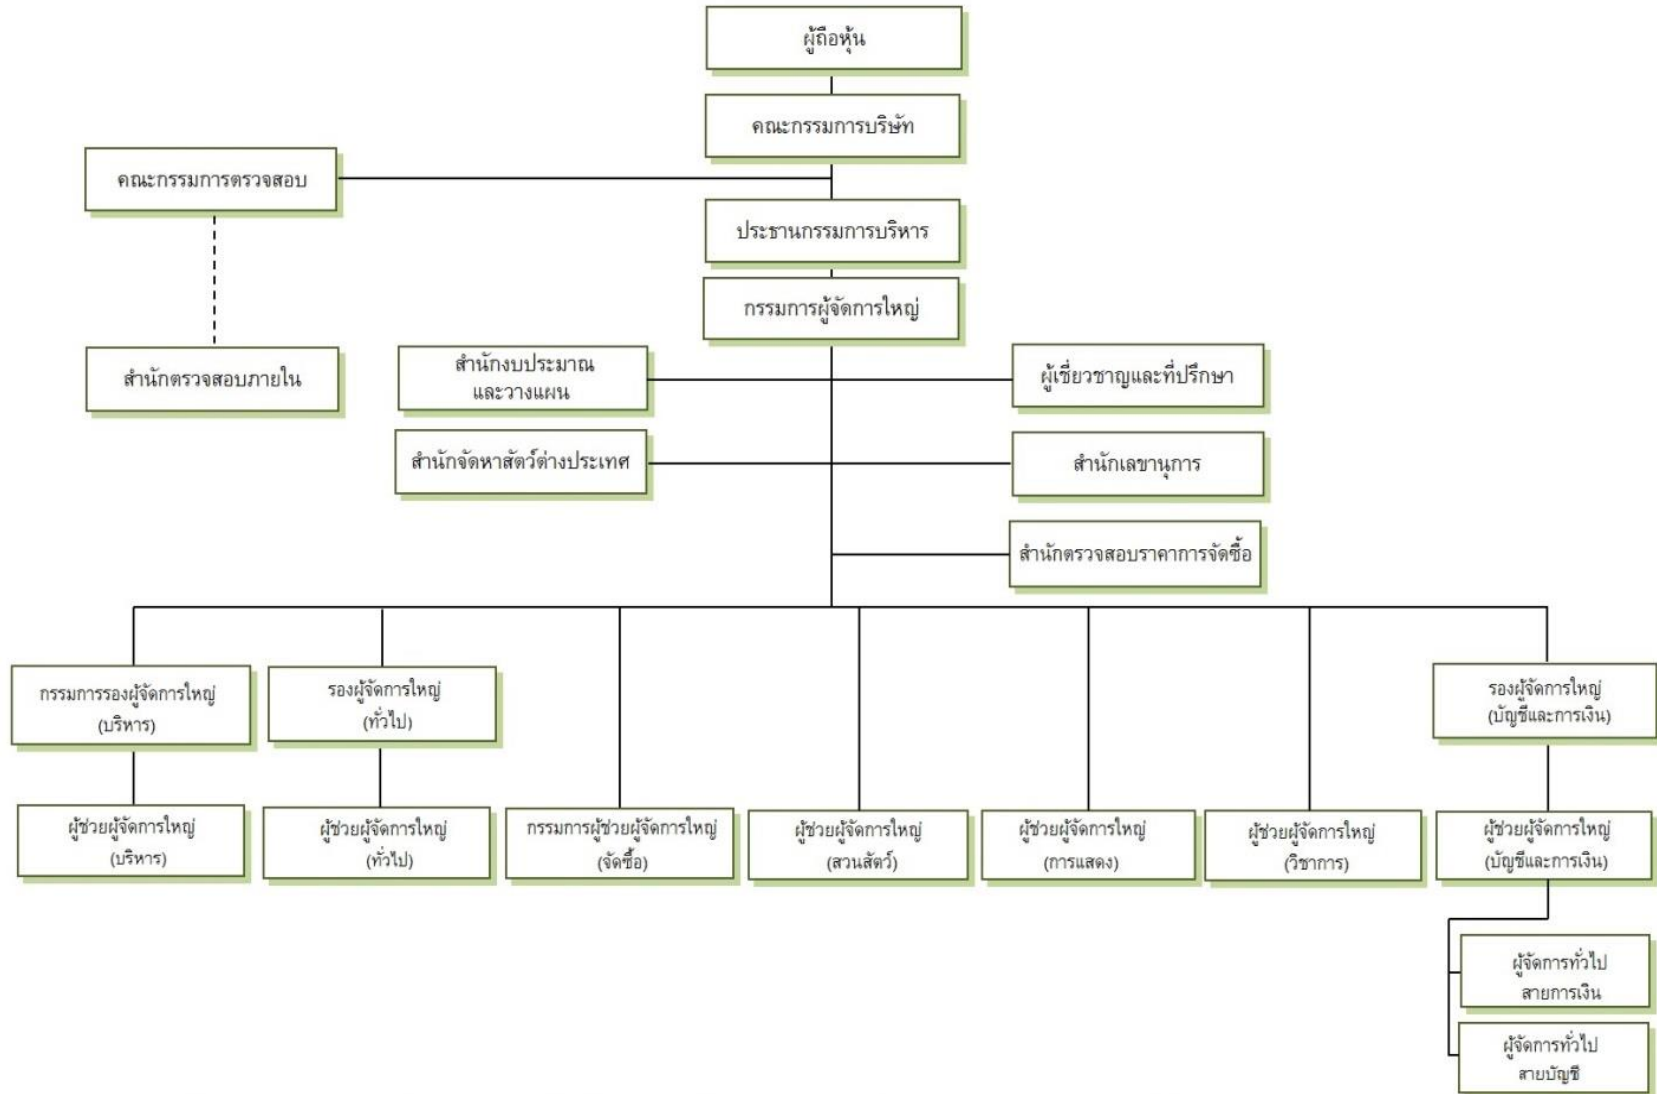 ผู้ถือหุ้น
คณะกรรมการบริษัท
คณะกรรมการตรวจสอบ
ประธานกรรมการบริหาร
กรรมการผู้จัดการใหญ่
สำนักตรวจสอบภายใน
สำนักงบประมาณ
และวางแผน
ผู้เชี่ยวชาญและที่ปรึกษา
สำนักจัดหาสัตว์ต่างประเทศ
สำนักเลขานุการ
สำนักตรวจสอบราคาการจัดซื้อ
กรรมการรองผู้จัดการใหญ่
(บริหาร)
รองผู้จัดการใหญ่
(ทั่วไป)
รองผู้จัดการใหญ่
(บัญชีและการเงิน)
ผู้ช่วยผู้จัดการใหญ่
(บริหาร)
ผู้ช่วยผู้จัดการใหญ่
(ทั่วไป)
กรรมการผู้ช่วยผู้จัดการใหญ่
(จัดซื้อ)
ผู้ช่วยผู้จัดการใหญ่
(สวนสัตว์)
ผู้ช่วยผู้จัดการใหญ่
(การแสดง)
ผู้ช่วยผู้จัดการใหญ่
(วิชาการ)
ผู้ช่วยผู้จัดการใหญ่
(บัญชีและการเงิน)
ผู้จัดการทั่วไป
สายการเงิน
ผู้จัดการทั่วไป
สายบัญชี